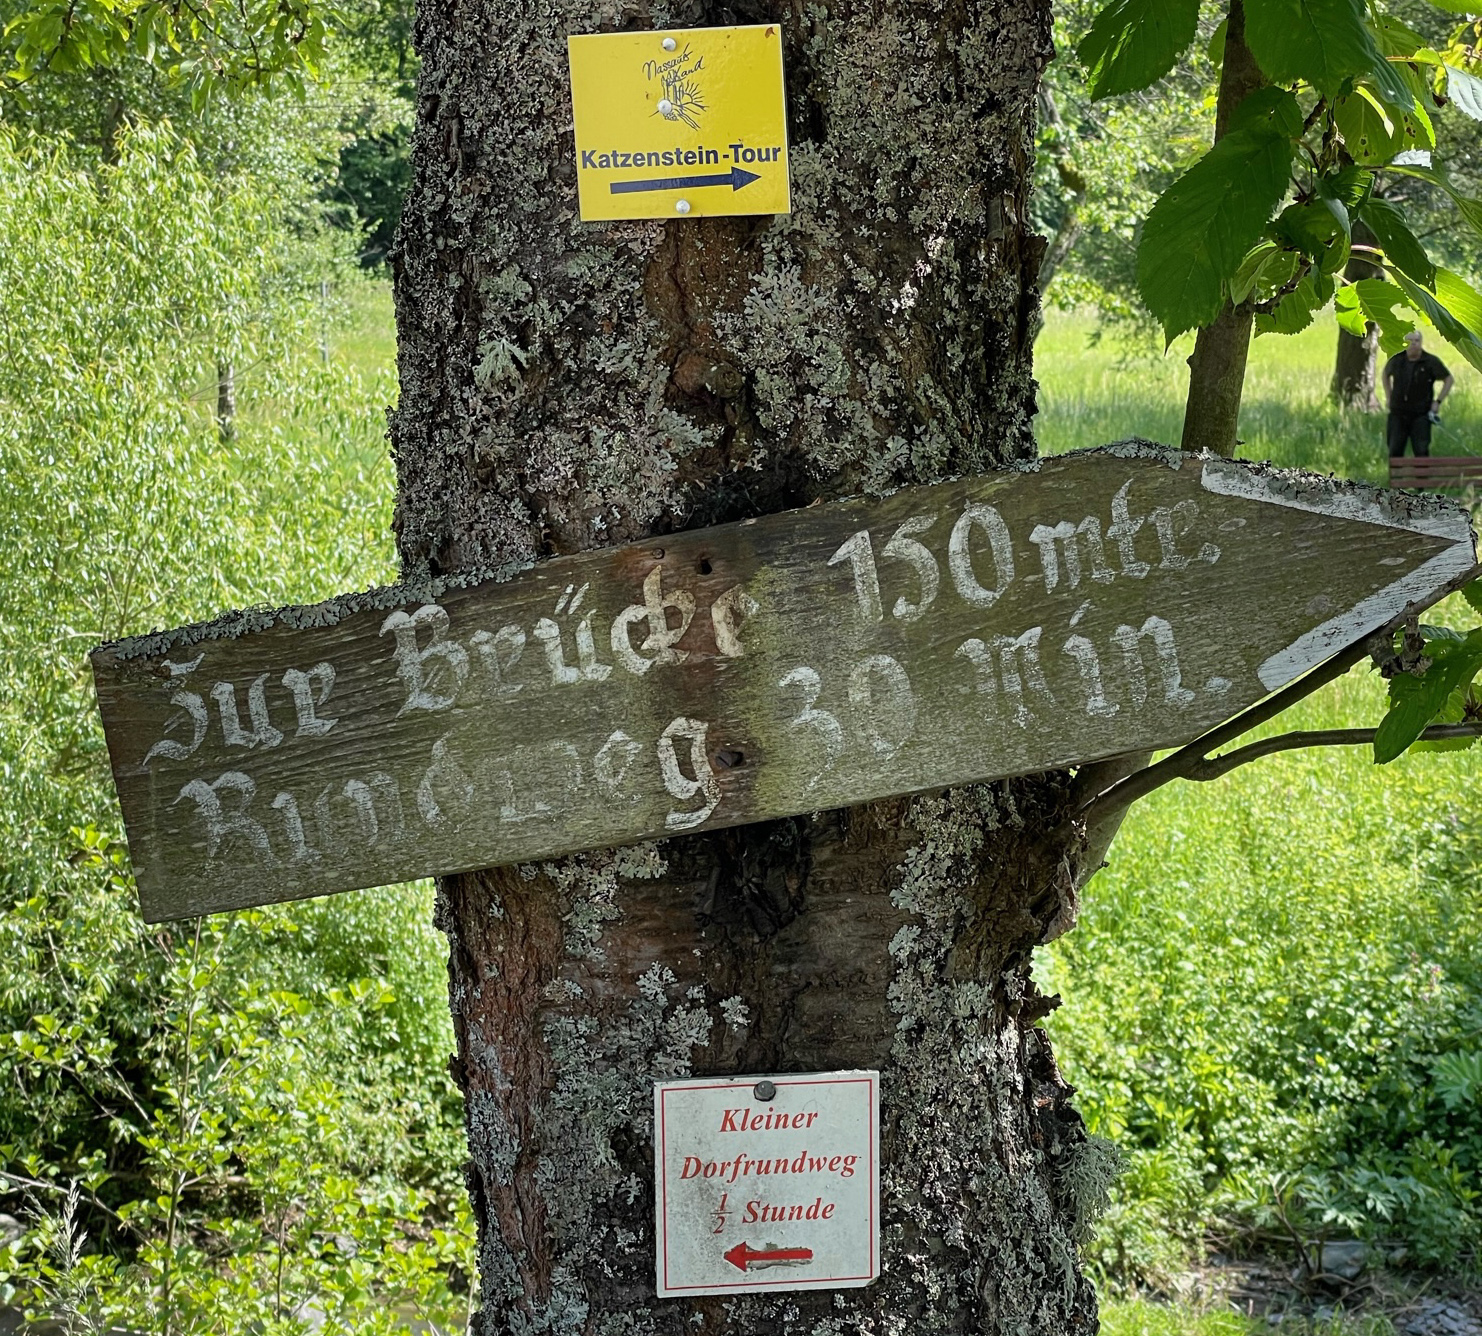 Nassauer
Land
Katzenstein-Tour
Zur Brücke 150 mtr.
Rundweg 30 Min.
Kleiner
Dorfrundweg
1/2 Stunde